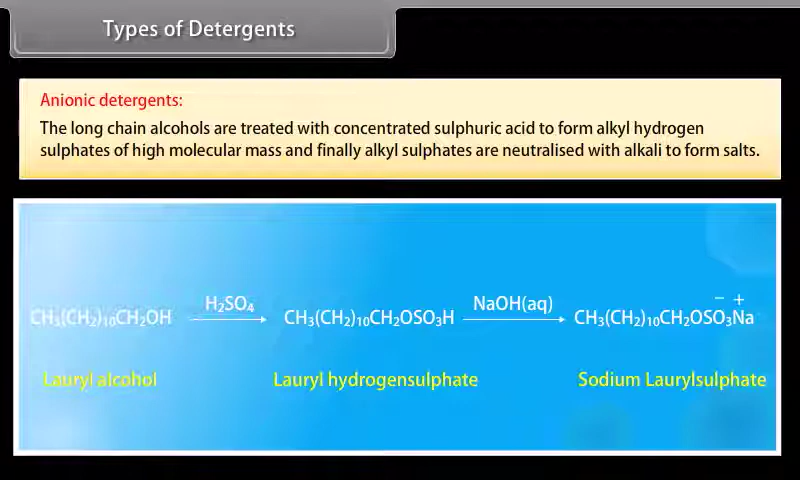 Types of Detergents
Anionic detergents:
The long chain alcohols are treated with concentrated sulphuric acid to form alkyl hydrogen
sulphates of high molecular mass and finally alkyl sulphates are neutralised with alkali to form salts.
CH₃(CH₂)₁₀CH₂OH H₂SO₄ CH₃(CH₂)₁₀CH₂OSO₃H NaOH(aq) CH₃(CH₂)₁₀CH₂OSO₃⁻Na⁺
Lauryl alcohol Lauryl hydrogensulphate Sodium Laurylsulphate